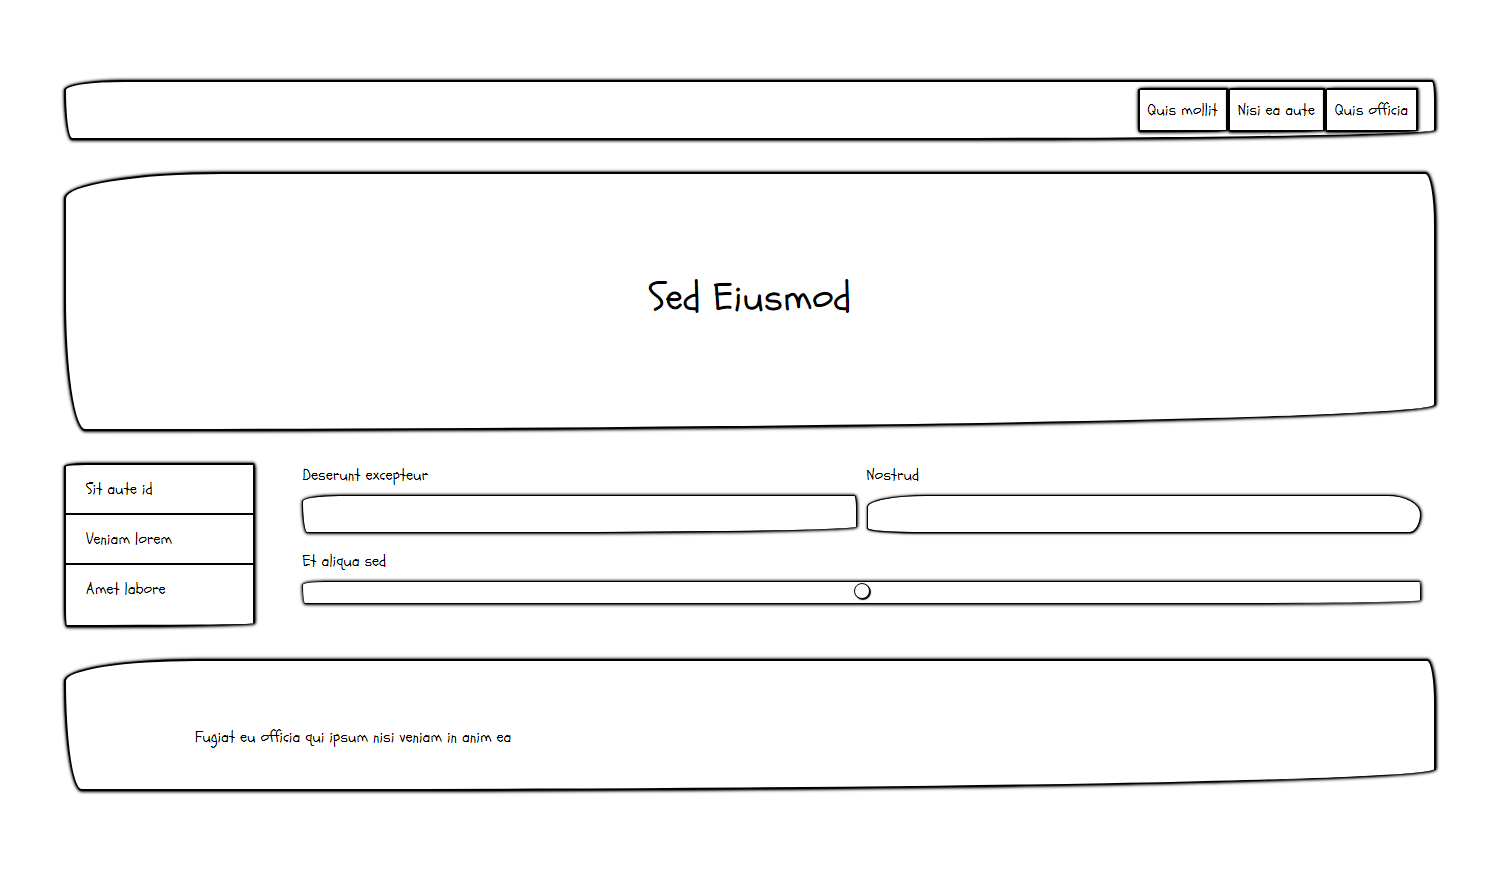 Quis mollit
Nisi ea aute
Quis officia
Sed Eiusmod
Sit aute id
Veniam lorem
Amet labore
Deserunt excepteur
Nostrud
Et aliqua sed
Fugiat eu officia qui ipsum nisi veniam in anim ea